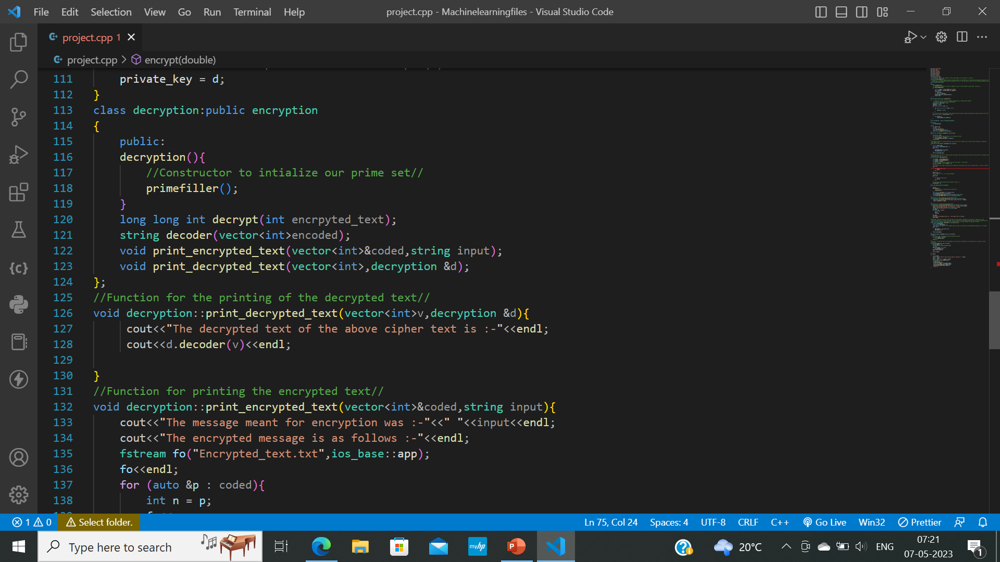 File Edit Selection View Go Run Terminal Help project.cpp - Machinelearningfiles - Visual Studio Code
project.cpp 1
project.cpp > encrypt(double)
111 private_key = d;
112 }
113 class decryption:public encryption
114 {
115 public:
116 decryption(){
117 //Constructor to intialize our prime set//
118 primefiller();
119 }
120 long long int decrypt(int encrpyted_text);
121 string decoder(vector<int>encoded);
122 void print_encrypted_text(vector<int>&coded,string input);
123 void print_decrypted_text(vector<int>,decryption &d);
124 };
125 //Function for the printing of the decrypted text//
126 void decryption::print_decrypted_text(vector<int>v,decryption &d){
127 cout<<"The decrypted text of the above cipher text is :-"<<endl;
128 cout<<d.decoder(v)<<endl;
129
130 }
131 //Function for printing the encrypted text//
132 void decryption::print_encrypted_text(vector<int>&coded,string input){
133 cout<<"The message meant for encryption was :-"<<" "<<input<<endl;
134 cout<<"The encrypted message is as follows :-"<<endl;
135 fstream fo("Encrypted_text.txt",ios_base::app);
136 fo<<endl;
137 for (auto &p : coded){
138 int n = p;
1 0 Select folder. Ln 75, Col 24 Spaces: 4 UTF-8 CRLF C++ Go Live Win32 Prettier
Type here to search myhp P 20°C ENG 07:21
07-05-2023 1